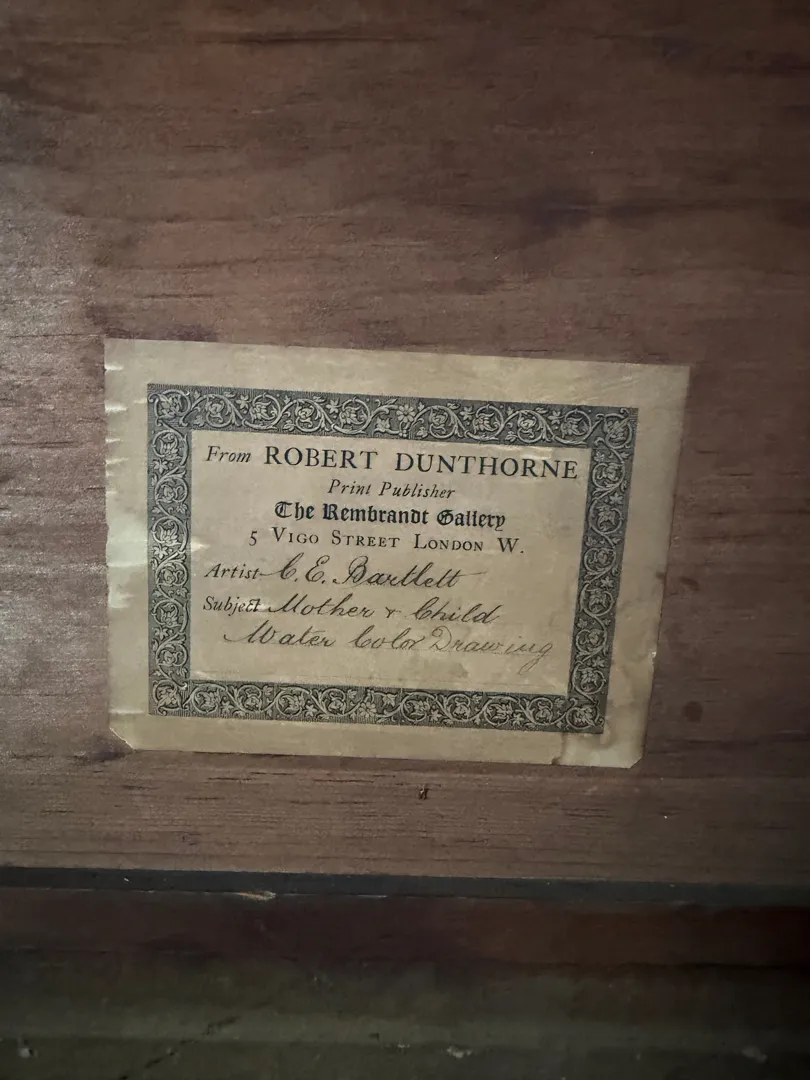 From ROBERT DUNTHORNE
Print Publisher
The Rembrandt Gallery
5 VIGO STREET LONDON W.
Artist C. E. Bartlett
Subject Mother & Child
Water Color Drawing